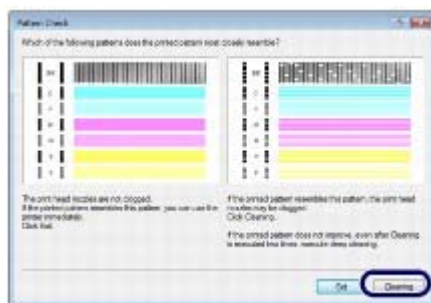 Pattern Check
Which of the following patterns does the printed pattern most closely resemble?
BK
C
C
M
M
Y
Y
BK
C
C
M
M
Y
Y
The print head nozzles are not clogged.
If the printed pattern resembles this pattern, you can use the
printer immediately.
Click Exit.
If the printed pattern resembles this pattern, the print head
nozzles may be clogged.
Click Cleaning.
If the printed pattern does not improve, even after Cleaning
is executed two times, execute deep cleaning.
Exit
Cleaning